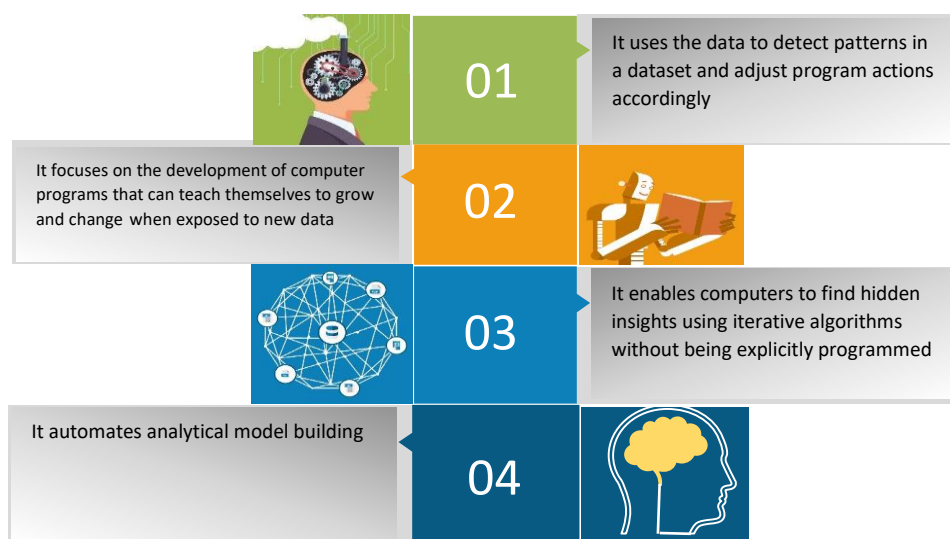 01
It uses the data to detect patterns in
a dataset and adjust program actions
accordingly
It focuses on the development of computer
programs that can teach themselves to grow
and change when exposed to new data
02
03
It enables computers to find hidden
insights using iterative algorithms
without being explicitly programmed
It automates analytical model building
04